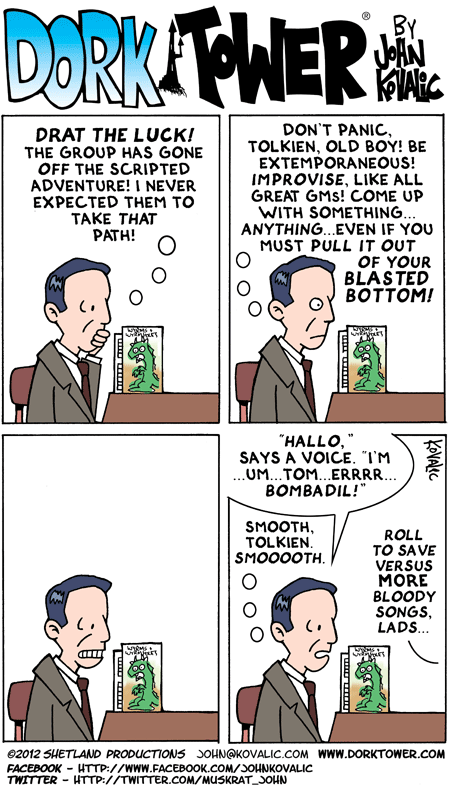 DORK TOWER ®
BY
JOHN
KOVALIC
DRAT THE LUCK!
THE GROUP HAS GONE
OFF THE SCRIPTED
ADVENTURE! I NEVER
EXPECTED THEM TO
TAKE THAT
PATH!
DON'T PANIC,
TOLKIEN, OLD BOY! BE
EXTEMPORANEOUS!
IMPROVISE, LIKE ALL
GREAT GMs! COME UP
WITH SOMETHING...
ANYTHING...EVEN IF YOU
MUST PULL IT OUT
OF YOUR
BLASTED
BOTTOM!
"HALLO,"
SAYS A VOICE. "I'M
...UM...TOM...ERRRR...
BOMBADIL!"
KOVALIC
SMOOTH,
TOLKIEN.
SMOOOOTH.
ROLL
TO SAVE
VERSUS
MORE
BLOODY
SONGS,
LADS...
©2012 SHETLAND PRODUCTIONS JOHN@KOVALIC.COM WWW.DORKTOWER.COM
FACEBOOK - HTTP://WWW.FACEBOOK.COM/JOHNKOVALIC
TWITTER - HTTP://TWITTER.COM/MUSKRAT_JOHN